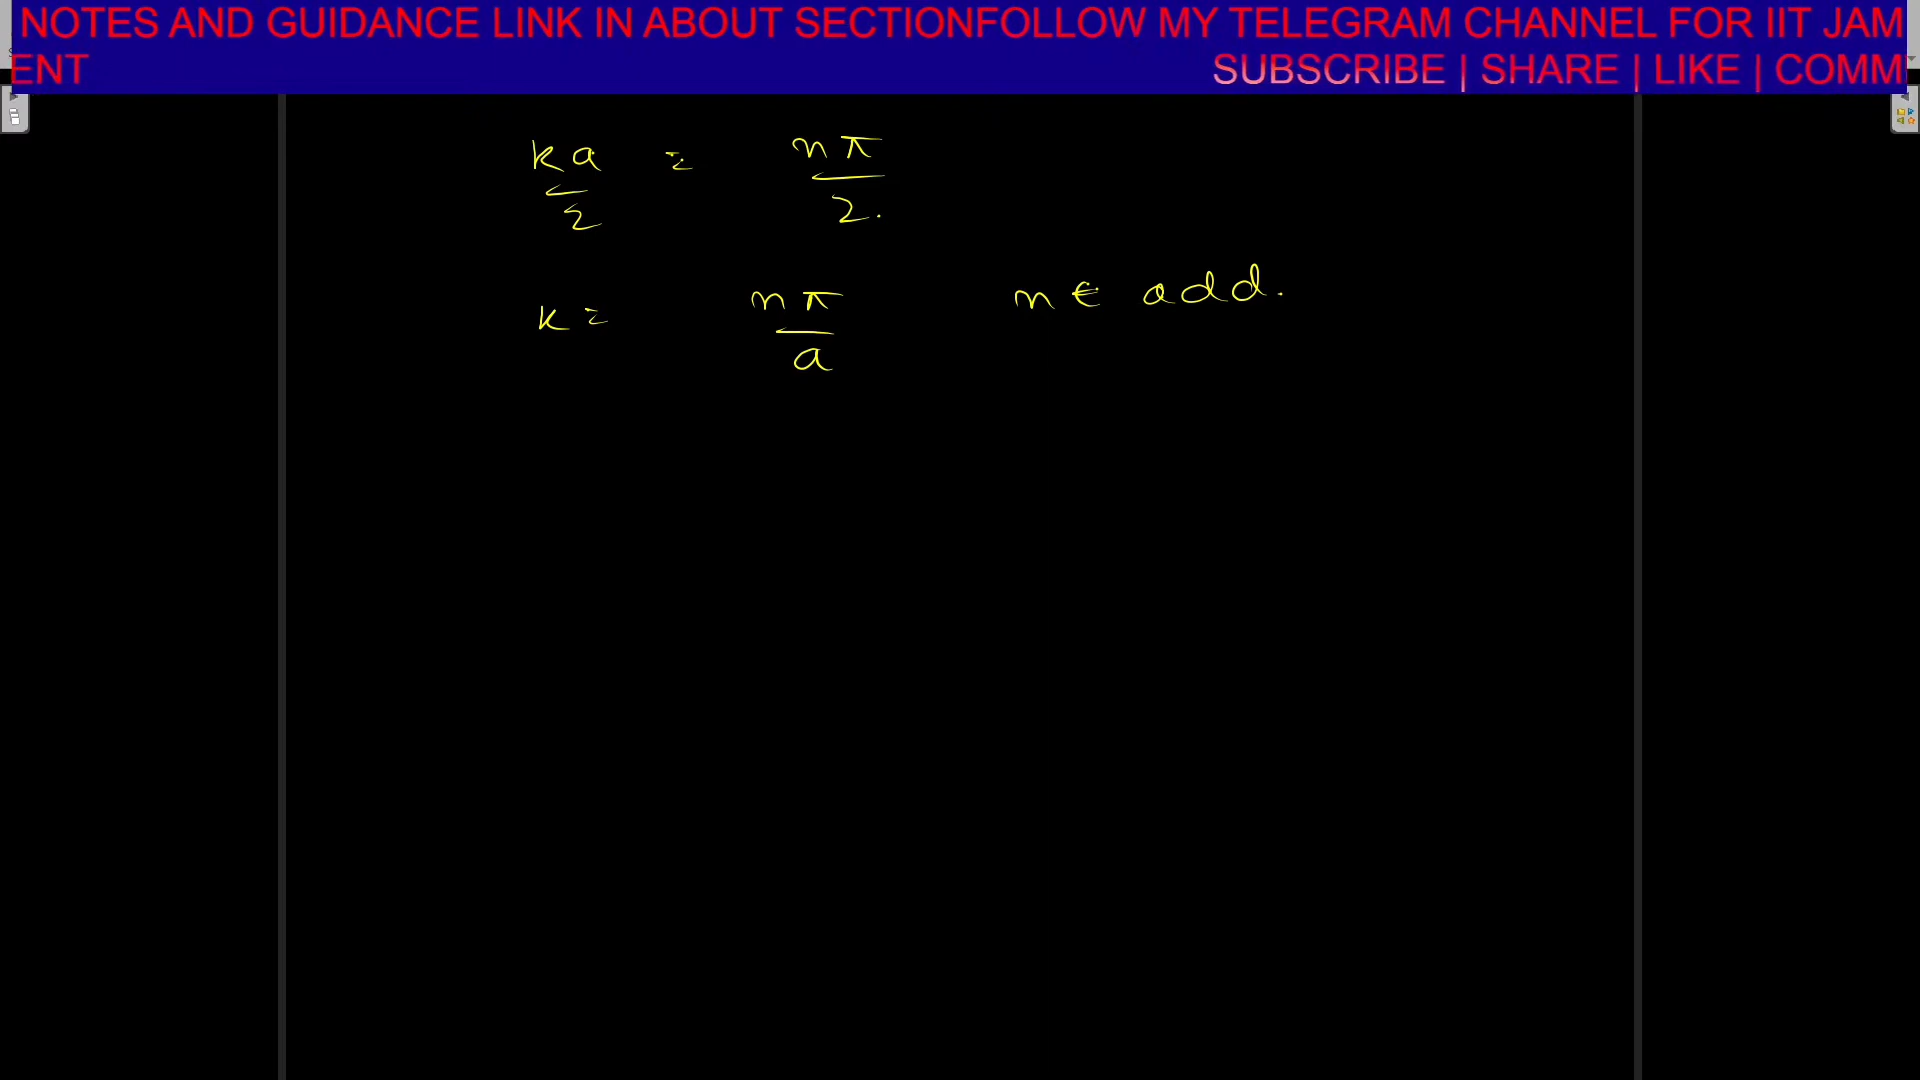 NOTES AND GUIDANCE LINK IN ABOUT SECTIONFOLLOW MY TELEGRAM CHANNEL FOR IIT JAM
ENT SUBSCRIBE | SHARE | LIKE | COMM
ka/2 = nπ/2.
k = nπ/a n ∈ odd.